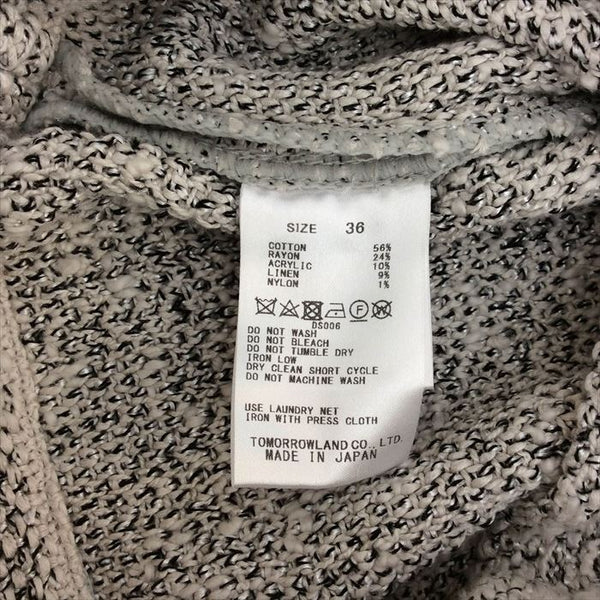 SIZE 36
COTTON 56%
RAYON 24%
ACRYLIC 10%
LINEN 9%
NYLON 1%
F
DS006
DO NOT WASH
DO NOT BLEACH
DO NOT TUMBLE DRY
IRON LOW
DRY CLEAN SHORT CYCLE
DO NOT MACHINE WASH
USE LAUNDRY NET
IRON WITH PRESS CLOTH
TOMORROWLAND CO., LTD.
MADE IN JAPAN